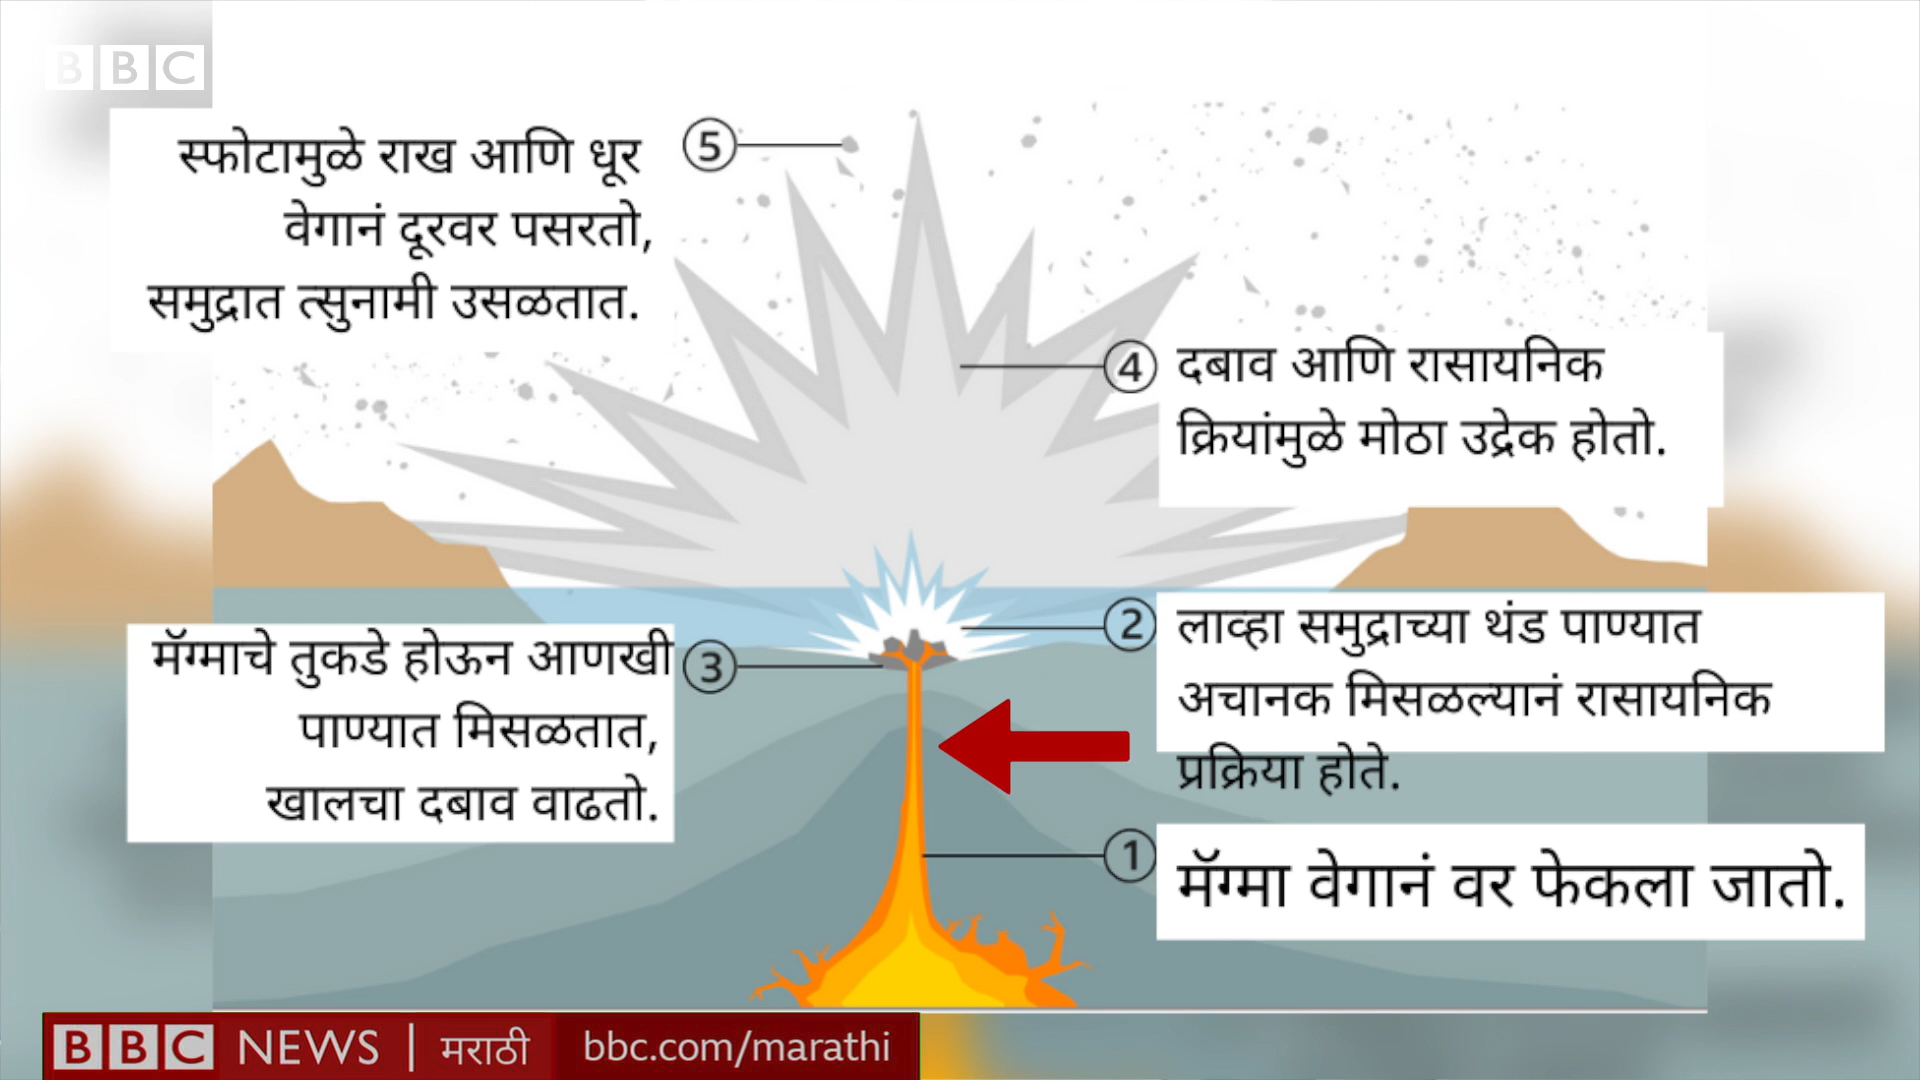 BBC
स्फोटामुळे राख आणि धूर
वेगानं दूरवर पसरतो,
समुद्रात त्सुनामी उसळतात.
5
4
दबाव आणि रासायनिक
क्रियांमुळे मोठा उद्रेक होतो.
मॅग्माचे तुकडे होऊन आणखी
पाण्यात मिसळतात,
खालचा दबाव वाढतो.
3
2
लाव्हा समुद्राच्या थंड पाण्यात
अचानक मिसळल्यानं रासायनिक
प्रक्रिया होते.
1
मॅग्मा वेगानं वर फेकला जातो.
BBC NEWS | मराठी bbc.com/marathi